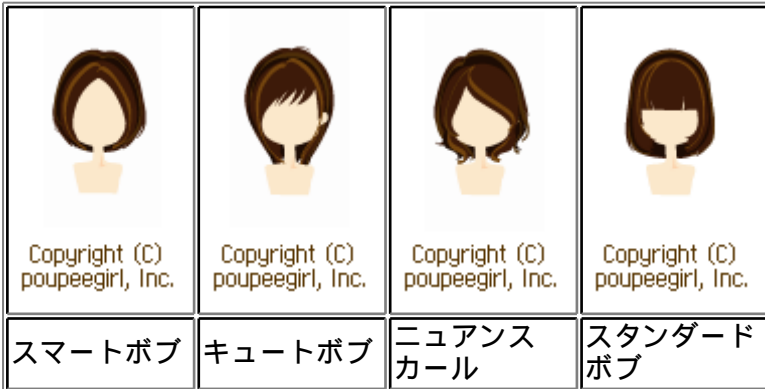 Copyright (C)
poupeegirl, Inc.
Copyright (C)
poupeegirl, Inc.
Copyright (C)
poupeegirl, Inc.
Copyright (C)
poupeegirl, Inc.
スマートボブ
キュートボブ
ニュアンス
カール
スタンダード
ボブ